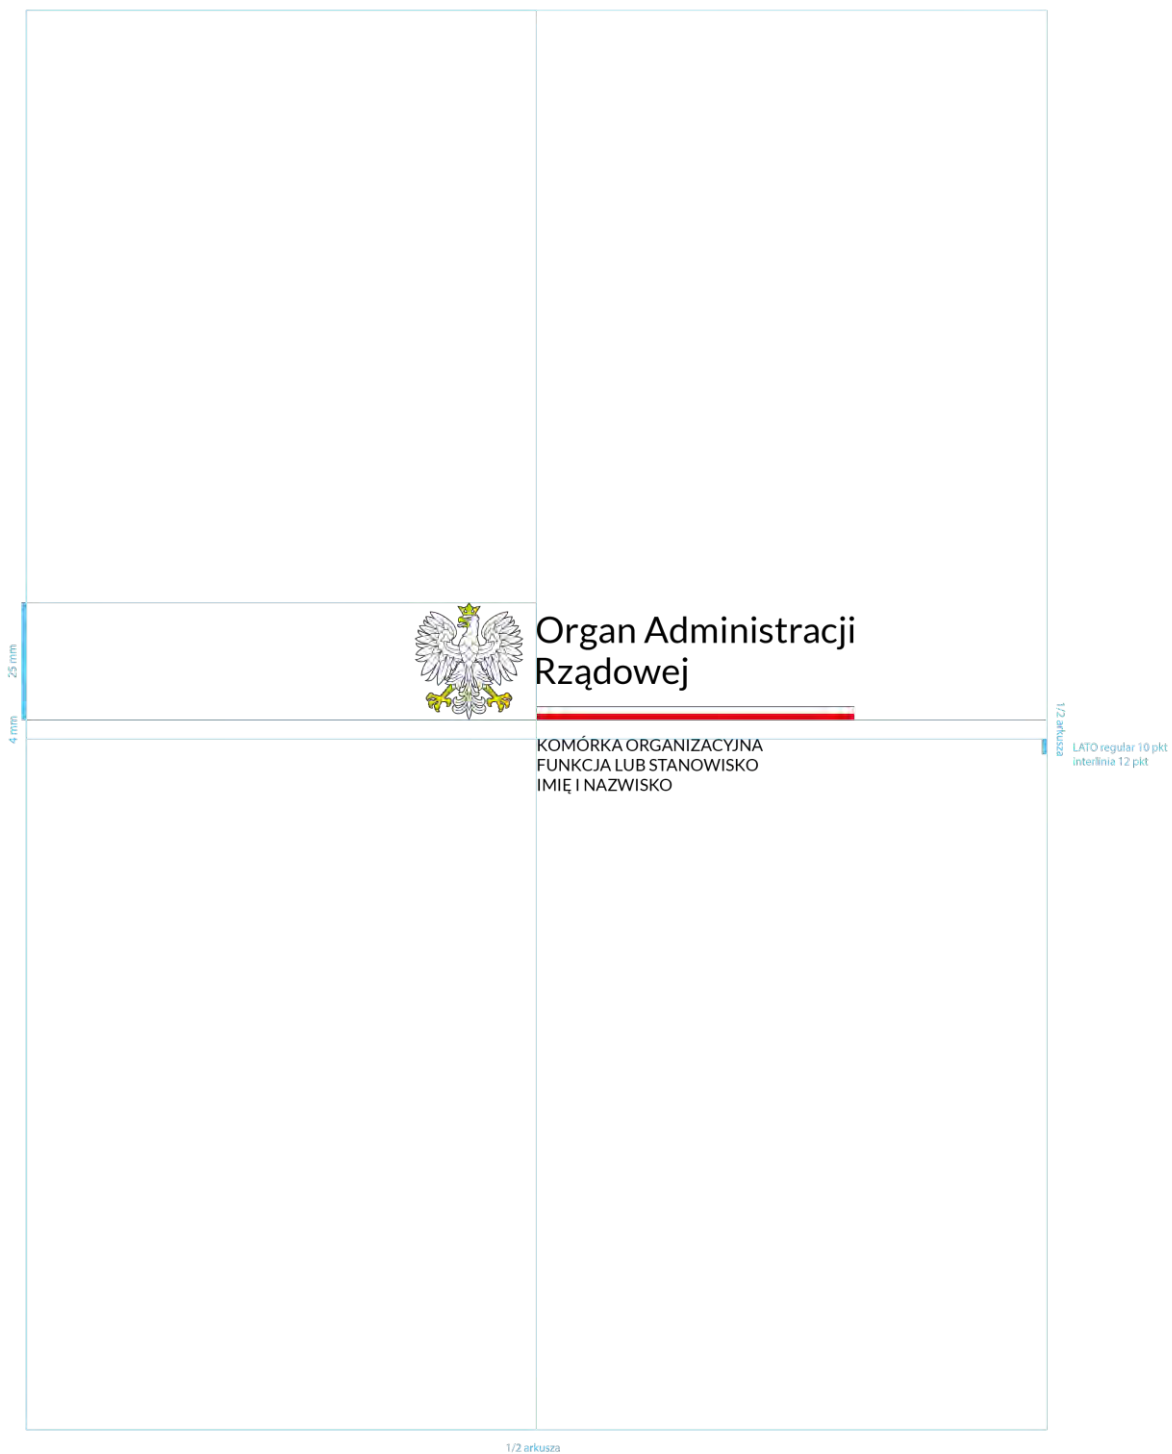 25 mm
Organ Administracji
Rządowej
4 mm
1/2 arkusza
KOMÓRKA ORGANIZACYJNA
FUNKCJA LUB STANOWISKO
IMIĘ I NAZWISKO
LATO regular 10 pkt
interlinia 12 pkt
1/2 arkusza